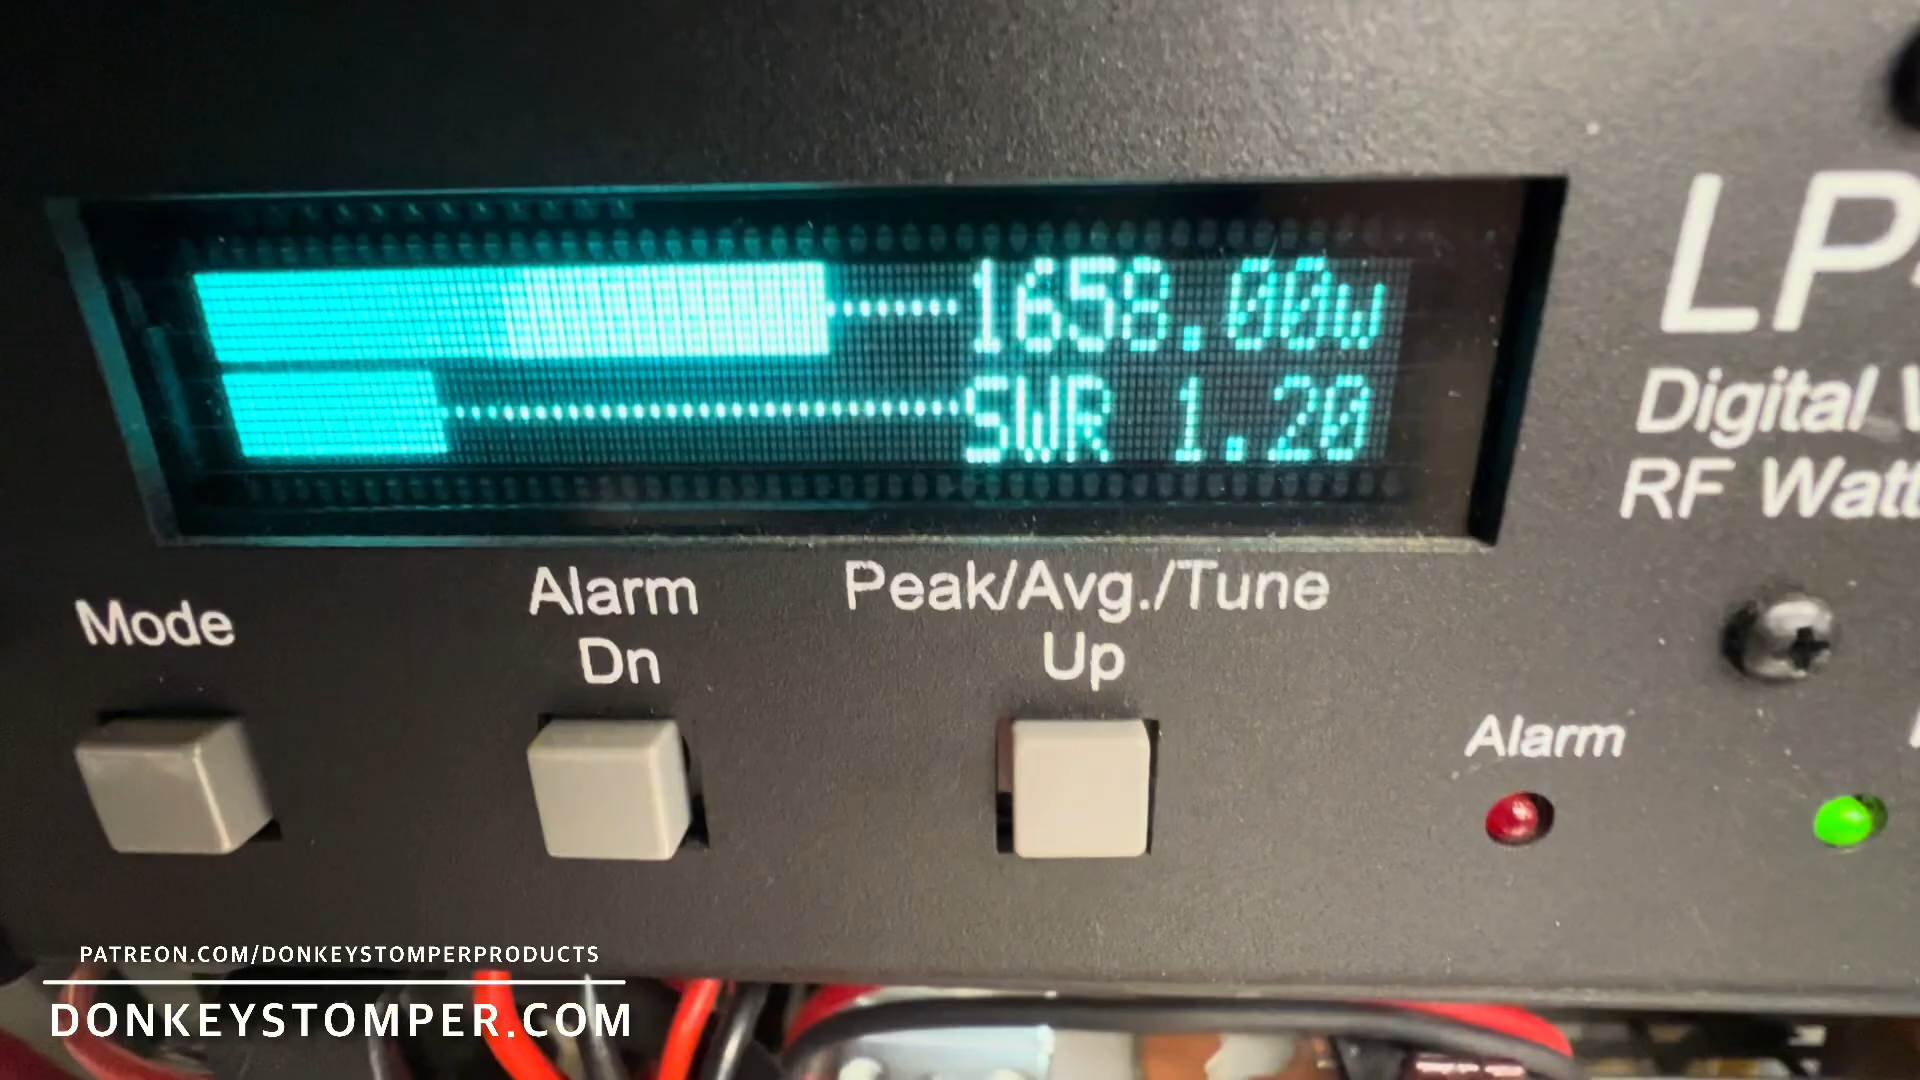 1658.00w
SWR 1.20
LP-
Digital V
RF Watt
Mode
Alarm
Dn
Peak/Avg./Tune
Up
Alarm
PATREON.COM/DONKEYSTOMPERPRODUCTS
DONKEYSTOMPER.COM